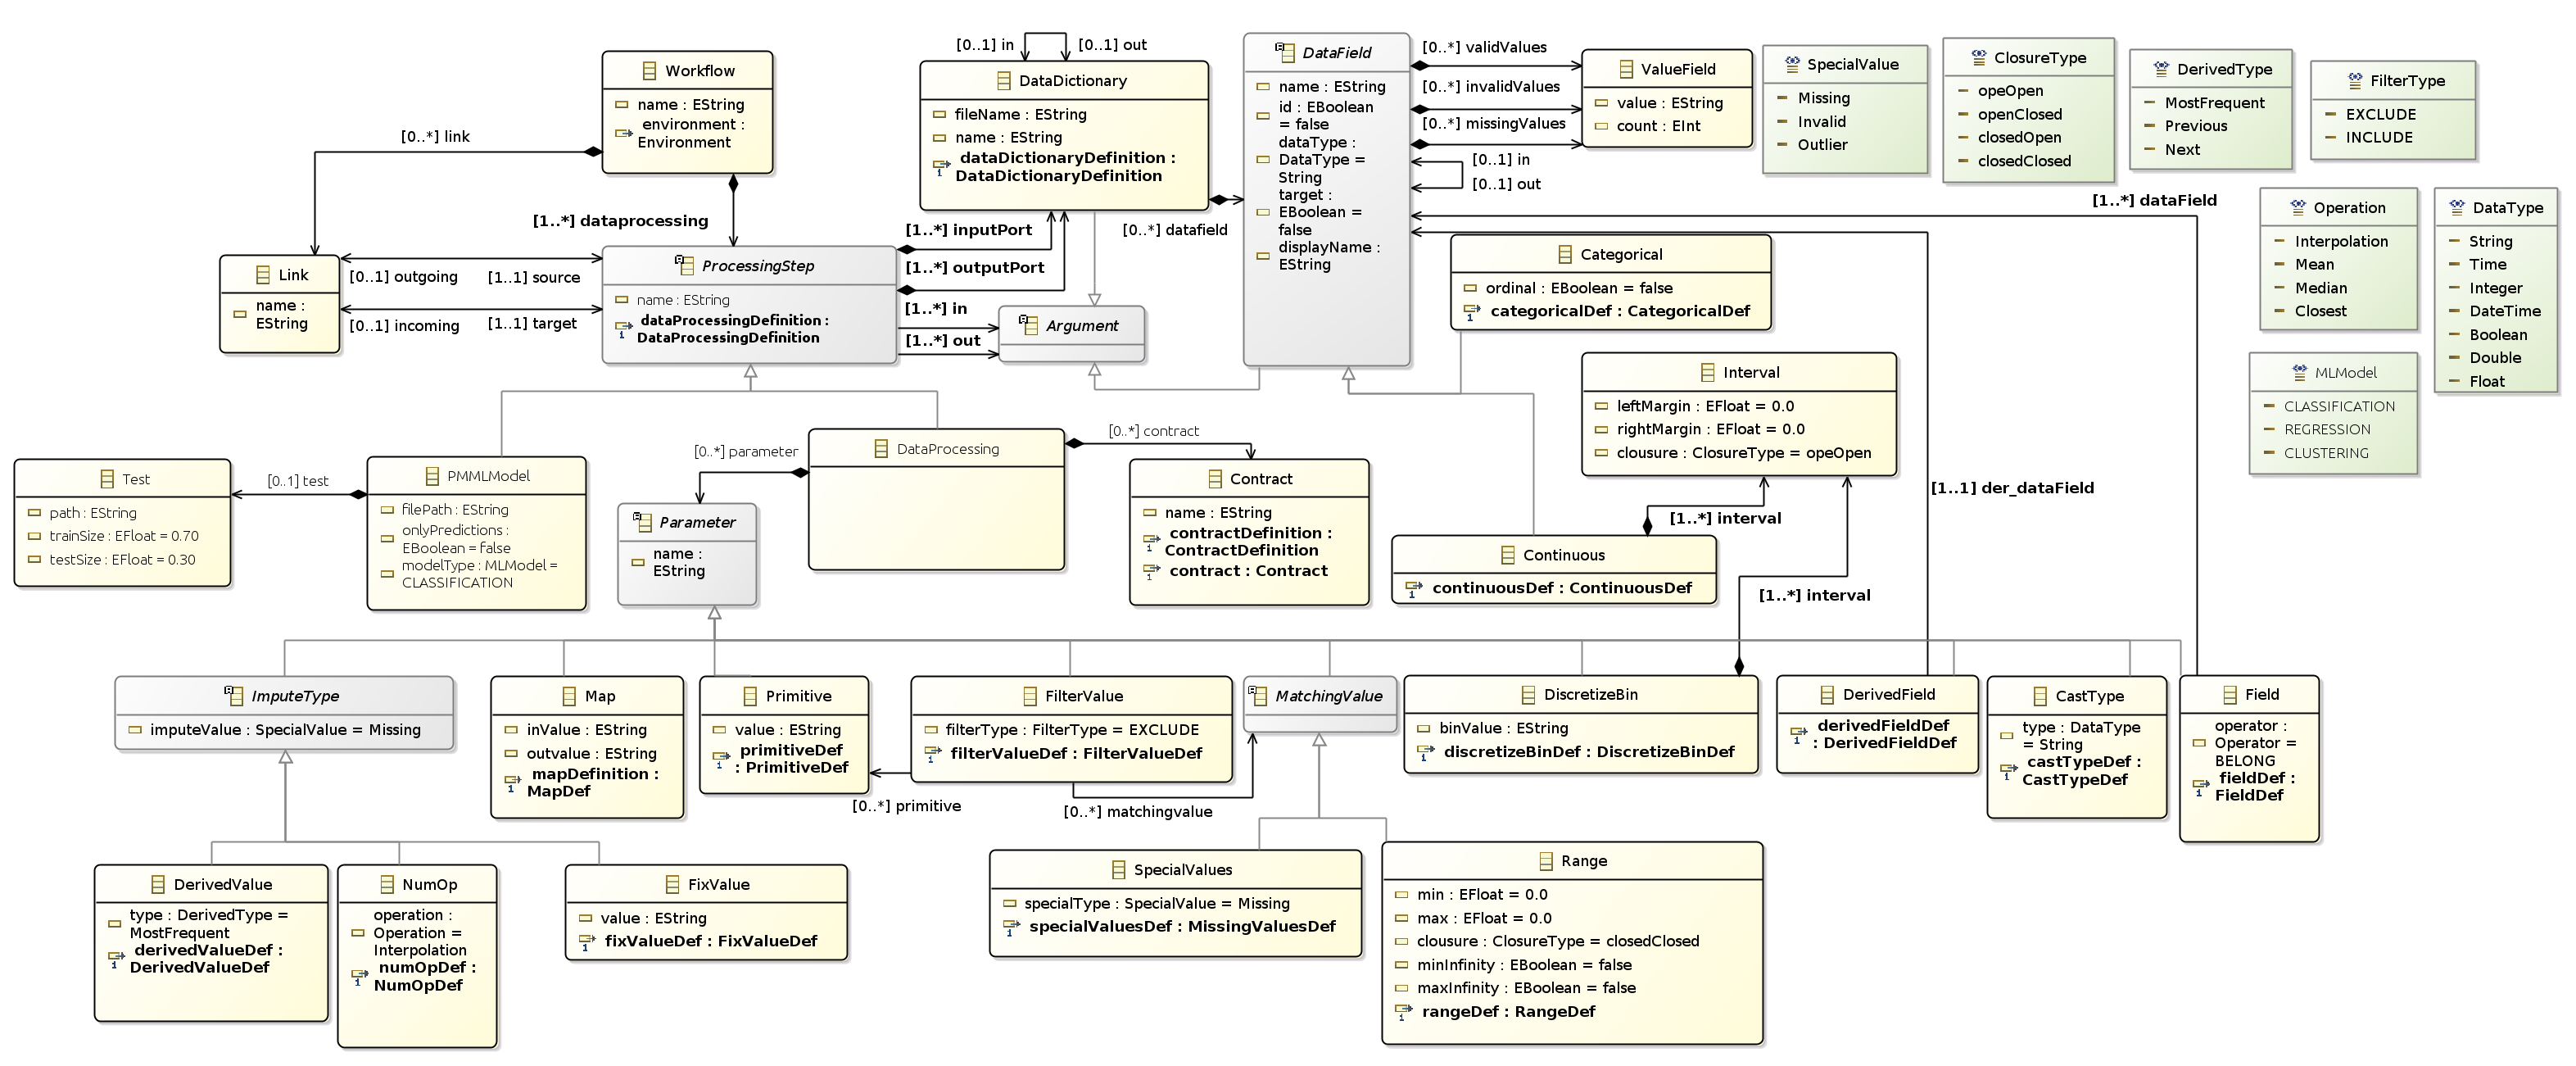 Workflow
name : EString
environment :
Environment
[0..*] link
[1..*] dataprocessing
Link
name :
EString
[0..1] outgoing
[1..1] source
[0..1] incoming
[1..1] target
ProcessingStep
name : EString
dataProcessingDefinition :
DataProcessingDefinition
[0..1] in
[0..1] out
DataDictionary
fileName : EString
name : EString
dataDictionaryDefinition :
DataDictionaryDefinition
[1..*] inputPort
[1..*] outputPort
[1..*] in
[1..*] out
[0..*] datafield
Argument
DataField
name : EString
id : EBoolean
= false
dataType :
DataType =
String
target :
EBoolean =
false
displayName :
EString
[0..*] validValues
[0..*] invalidValues
[0..*] missingValues
[0..1] in
[0..1] out
ValueField
value : EString
count : EInt
SpecialValue
Missing
Invalid
Outlier
ClosureType
opeOpen
openClosed
closedOpen
closedClosed
DerivedType
MostFrequent
Previous
Next
FilterType
EXCLUDE
INCLUDE
[1..*] dataField
Operation
Interpolation
Mean
Median
Closest
DataType
String
Time
Integer
DateTime
Boolean
Double
Float
MLModel
CLASSIFICATION
REGRESSION
CLUSTERING
Categorical
ordinal : EBoolean = false
categoricalDef : CategoricalDef
Interval
leftMargin : EFloat = 0.0
rightMargin : EFloat = 0.0
clousure : ClosureType = opeOpen
[1..1] der_dataField
[1..*] interval
Continuous
continuousDef : ContinuousDef
[1..*] interval
Test
path : EString
trainSize : EFloat = 0.70
testSize : EFloat = 0.30
[0..1] test
PMMLModel
filePath : EString
onlyPredictions :
EBoolean = false
modelType : MLModel =
CLASSIFICATION
[0..*] parameter
DataProcessing
[0..*] contract
Contract
name : EString
contractDefinition :
ContractDefinition
contract : Contract
Parameter
name :
EString
ImputeType
imputeValue : SpecialValue = Missing
Map
inValue : EString
outvalue : EString
mapDefinition :
MapDef
Primitive
value : EString
primitiveDef
: PrimitiveDef
FilterValue
filterType : FilterType = EXCLUDE
filterValueDef : FilterValueDef
[0..*] primitive
[0..*] matchingvalue
MatchingValue
DiscretizeBin
binValue : EString
discretizeBinDef : DiscretizeBinDef
DerivedField
derivedFieldDef
: DerivedFieldDef
CastType
type : DataType
= String
castTypeDef :
CastTypeDef
Field
operator :
Operator =
BELONG
fieldDef :
FieldDef
DerivedValue
type : DerivedType =
MostFrequent
derivedValueDef :
DerivedValueDef
NumOp
operation :
Operation =
Interpolation
numOpDef :
NumOpDef
FixValue
value : EString
fixValueDef : FixValueDef
SpecialValues
specialType : SpecialValue = Missing
specialValuesDef : MissingValuesDef
Range
min : EFloat = 0.0
max : EFloat = 0.0
clousure : ClosureType = closedClosed
minInfinity : EBoolean = false
maxInfinity : EBoolean = false
rangeDef : RangeDef